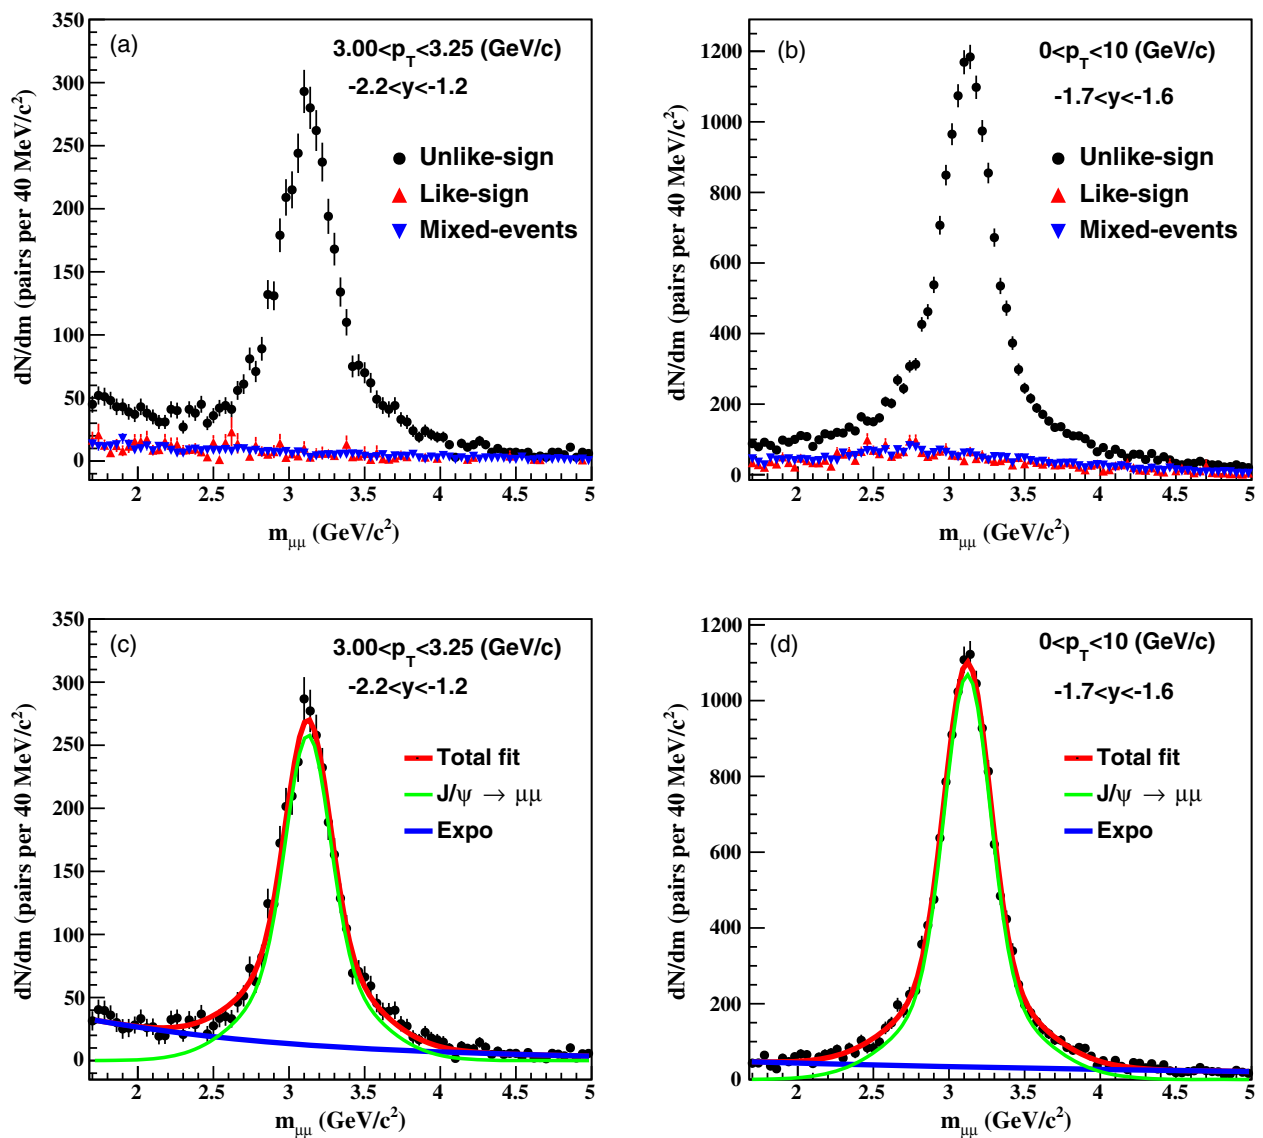 (a)
3.00<p_T<3.25 (GeV/c)
-2.2<y<-1.2
Unlike-sign
Like-sign
Mixed-events
dN/dm (pairs per 40 MeV/c²)
350
300
250
200
150
100
50
0
2 2.5 3 3.5 4 4.5 5
m_μμ (GeV/c²)
(b)
0<p_T<10 (GeV/c)
-1.7<y<-1.6
Unlike-sign
Like-sign
Mixed-events
dN/dm (pairs per 40 MeV/c²)
1200
1000
800
600
400
200
0
2 2.5 3 3.5 4 4.5 5
m_μμ (GeV/c²)
(c)
3.00<p_T<3.25 (GeV/c)
-2.2<y<-1.2
Total fit
J/ψ → μμ
Expo
dN/dm (pairs per 40 MeV/c²)
350
300
250
200
150
100
50
0
2 2.5 3 3.5 4 4.5 5
m_μμ (GeV/c²)
(d)
0<p_T<10 (GeV/c)
-1.7<y<-1.6
Total fit
J/ψ → μμ
Expo
dN/dm (pairs per 40 MeV/c²)
1200
1000
800
600
400
200
0
2 2.5 3 3.5 4 4.5 5
m_μμ (GeV/c²)